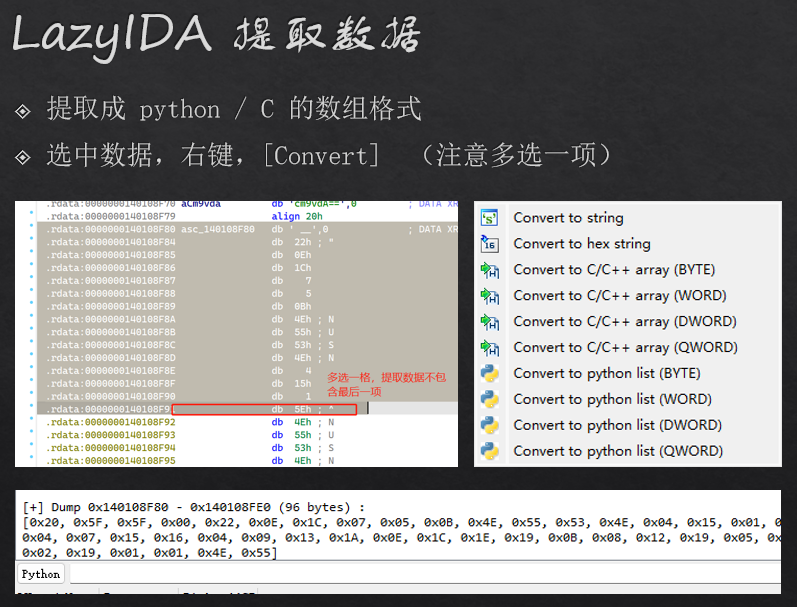 LazyIDA 提取数据
提取成 python / C 的数组格式
选中数据，右键，[Convert] （注意多选一项）
.rdata:0000000140108F70 aCm9vda db 'cm9vdA==',0 ; DATA XR
.rdata:0000000140108F79 align 20h
.rdata:0000000140108F80 asc_140108F80 db ' __',0 ; DATA XR
.rdata:0000000140108F84 db 22h ; "
.rdata:0000000140108F85 db 0Eh
.rdata:0000000140108F86 db 1Ch
.rdata:0000000140108F87 db 7
.rdata:0000000140108F88 db 5
.rdata:0000000140108F89 db 0Bh
.rdata:0000000140108F8A db 4Eh ; N
.rdata:0000000140108F8B db 55h ; U
.rdata:0000000140108F8C db 53h ; S
.rdata:0000000140108F8D db 4Eh ; N
.rdata:0000000140108F8E db 4
.rdata:0000000140108F8F db 15h
.rdata:0000000140108F90 db 1
.rdata:0000000140108F9 db 5Eh ; ^
.rdata:0000000140108F92 db 4Eh ; N
.rdata:0000000140108F93 db 55h ; U
.rdata:0000000140108F94 db 53h ; S
.rdata:0000000140108F95 db 4Eh ; N
多选一格，提取数据不包
含最后一项
Convert to string
Convert to hex string
Convert to C/C++ array (BYTE)
Convert to C/C++ array (WORD)
Convert to C/C++ array (DWORD)
Convert to C/C++ array (QWORD)
Convert to python list (BYTE)
Convert to python list (WORD)
Convert to python list (DWORD)
Convert to python list (QWORD)
[+] Dump 0x140108F80 - 0x140108FE0 (96 bytes) :
[0x20, 0x5F, 0x5F, 0x00, 0x22, 0x0E, 0x1C, 0x07, 0x05, 0x0B, 0x4E, 0x55, 0x53, 0x4E, 0x04, 0x15, 0x01, 0
0x04, 0x07, 0x15, 0x16, 0x04, 0x09, 0x13, 0x1A, 0x0E, 0x1C, 0x1E, 0x19, 0x0B, 0x08, 0x12, 0x19, 0x05, 0x
0x02, 0x19, 0x01, 0x01, 0x4E, 0x55]
Python